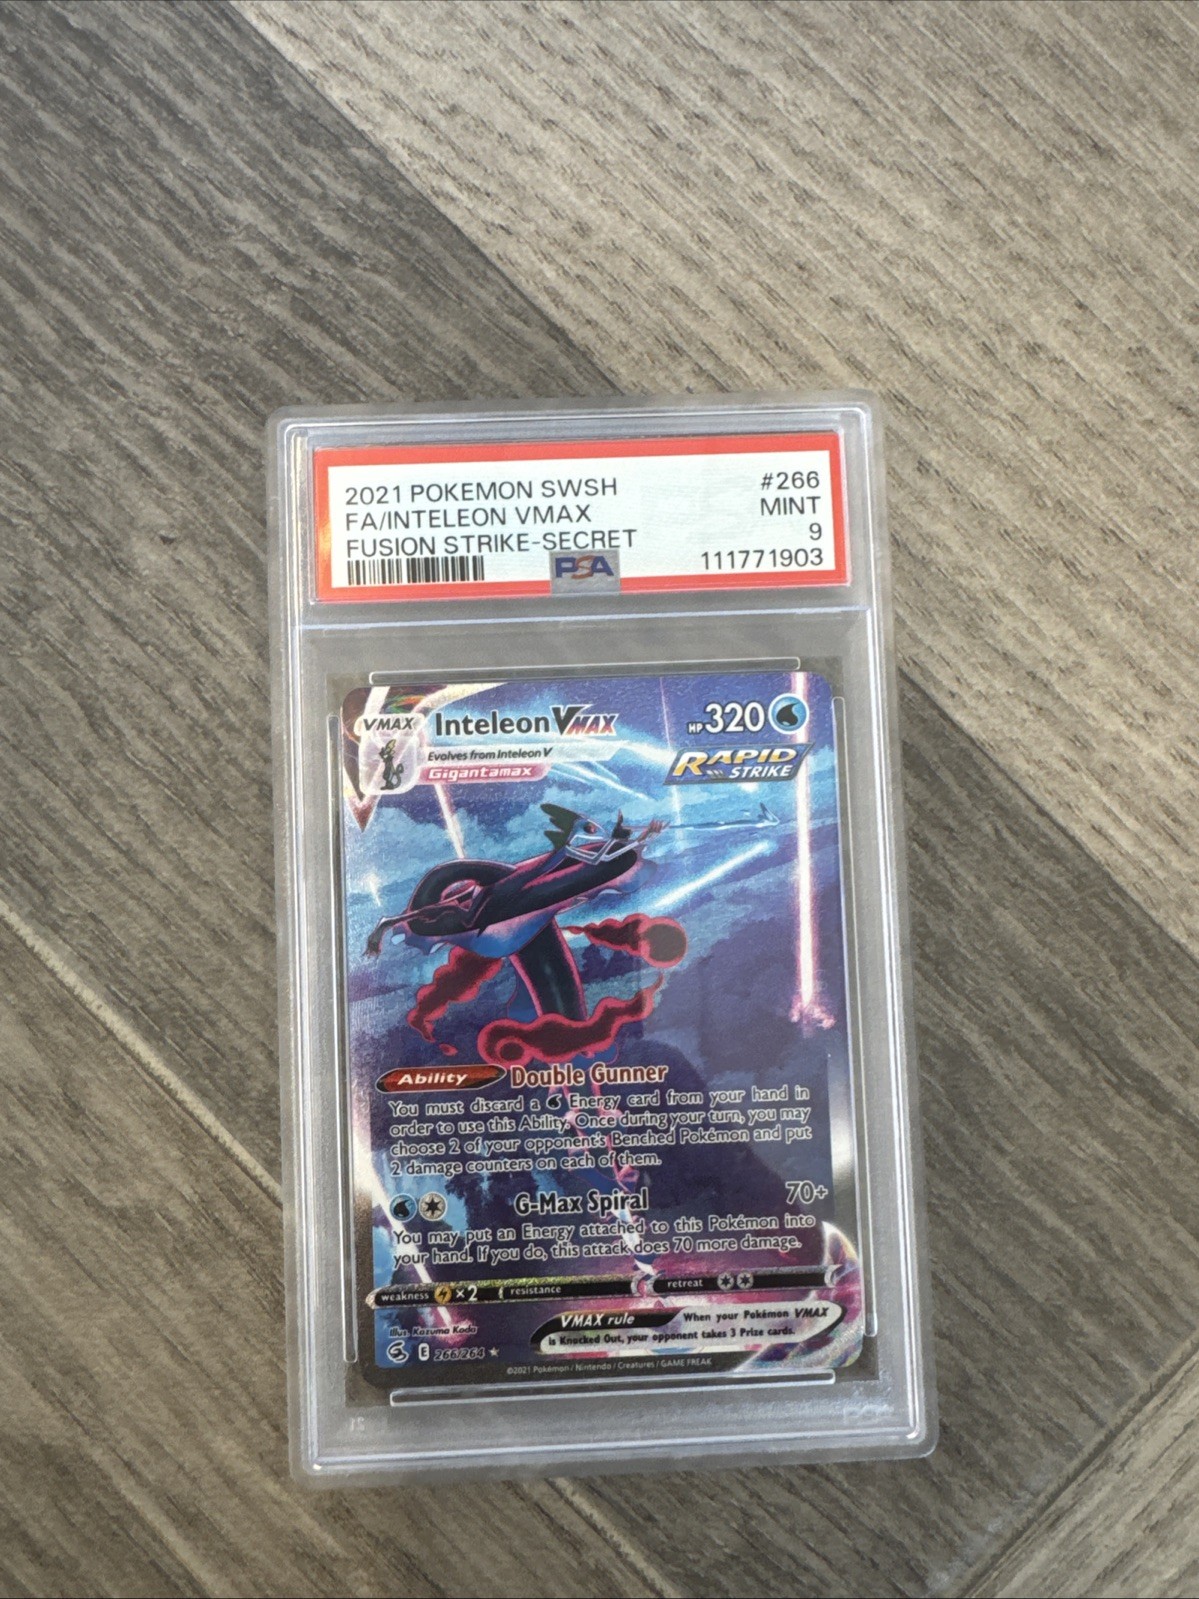 2021 POKEMON SWSH #266
FA/INTELEON VMAX MINT
FUSION STRIKE-SECRET 9
PSA 111771903
VMAX Inteleon VMAX HP 320
Evolves from Inteleon V
Gigantamax
RAPID
STRIKE
Ability Double Gunner
You must discard a Energy card from your hand in
order to use this Ability. Once during your turn, you may
choose 2 of your opponent's Benched Pokémon and put
2 damage counters on each of them.
G-Max Spiral 70+
You may put an Energy attached to this Pokémon into
your hand. If you do, this attack does 70 more damage.
weakness ×2 resistance retreat
VMAX rule When your Pokémon VMAX
is Knocked Out, your opponent takes 3 Prize cards.
Illus. Kazuma Koda
E 266/264
©2021 Pokémon / Nintendo / Creatures / GAME FREAK